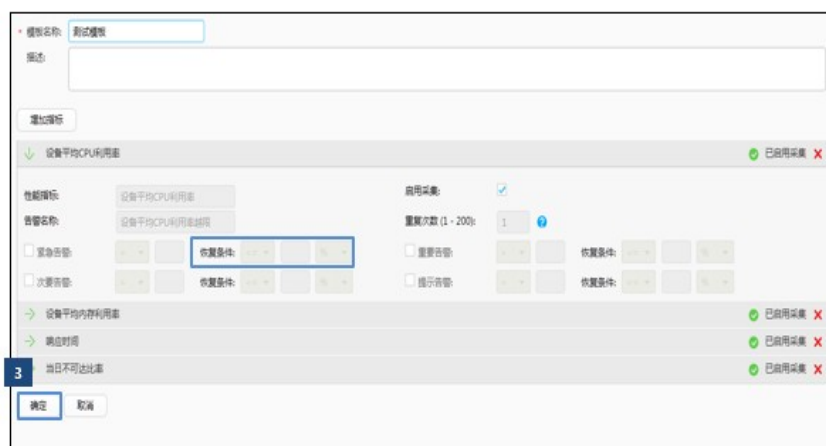 * 模板名称: 测试模板
描述:
增加指标
设备平均CPU利用率 已启用采集
性能指标: 设备平均CPU利用率 启用采集:
告警名称: 设备平均CPU利用率越限 重复次数 (1 - 200): 1
紧急告警: 恢复条件: <= % 重要告警: 恢复条件: <= %
次要告警: 恢复条件: <= % 提示告警: 恢复条件: <= %
设备平均内存利用率 已启用采集
响应时间 已启用采集
3 当日不可达比率 已启用采集
确定 取消